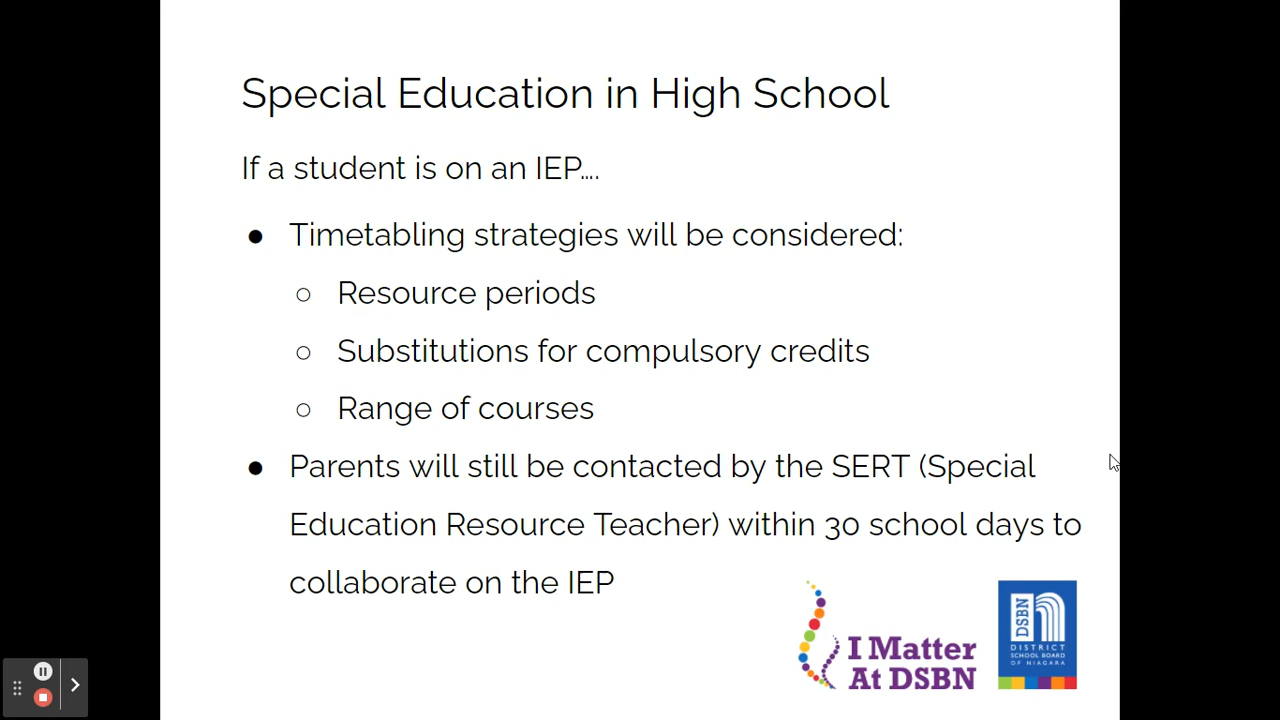 Special Education in High School
If a student is on an IEP....
● Timetabling strategies will be considered:
○ Resource periods
○ Substitutions for compulsory credits
○ Range of courses
● Parents will still be contacted by the SERT (Special
Education Resource Teacher) within 30 school days to
collaborate on the IEP
I Matter
At DSBN
DSBN
DISTRICT
SCHOOL BOARD
OF NIAGARA